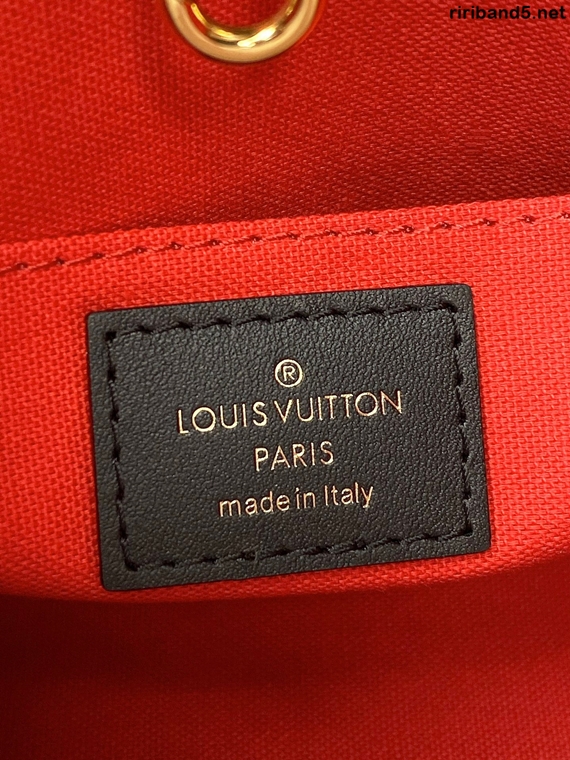 ririband5.net
®
LOUIS VUITTON
PARIS
made in Italy